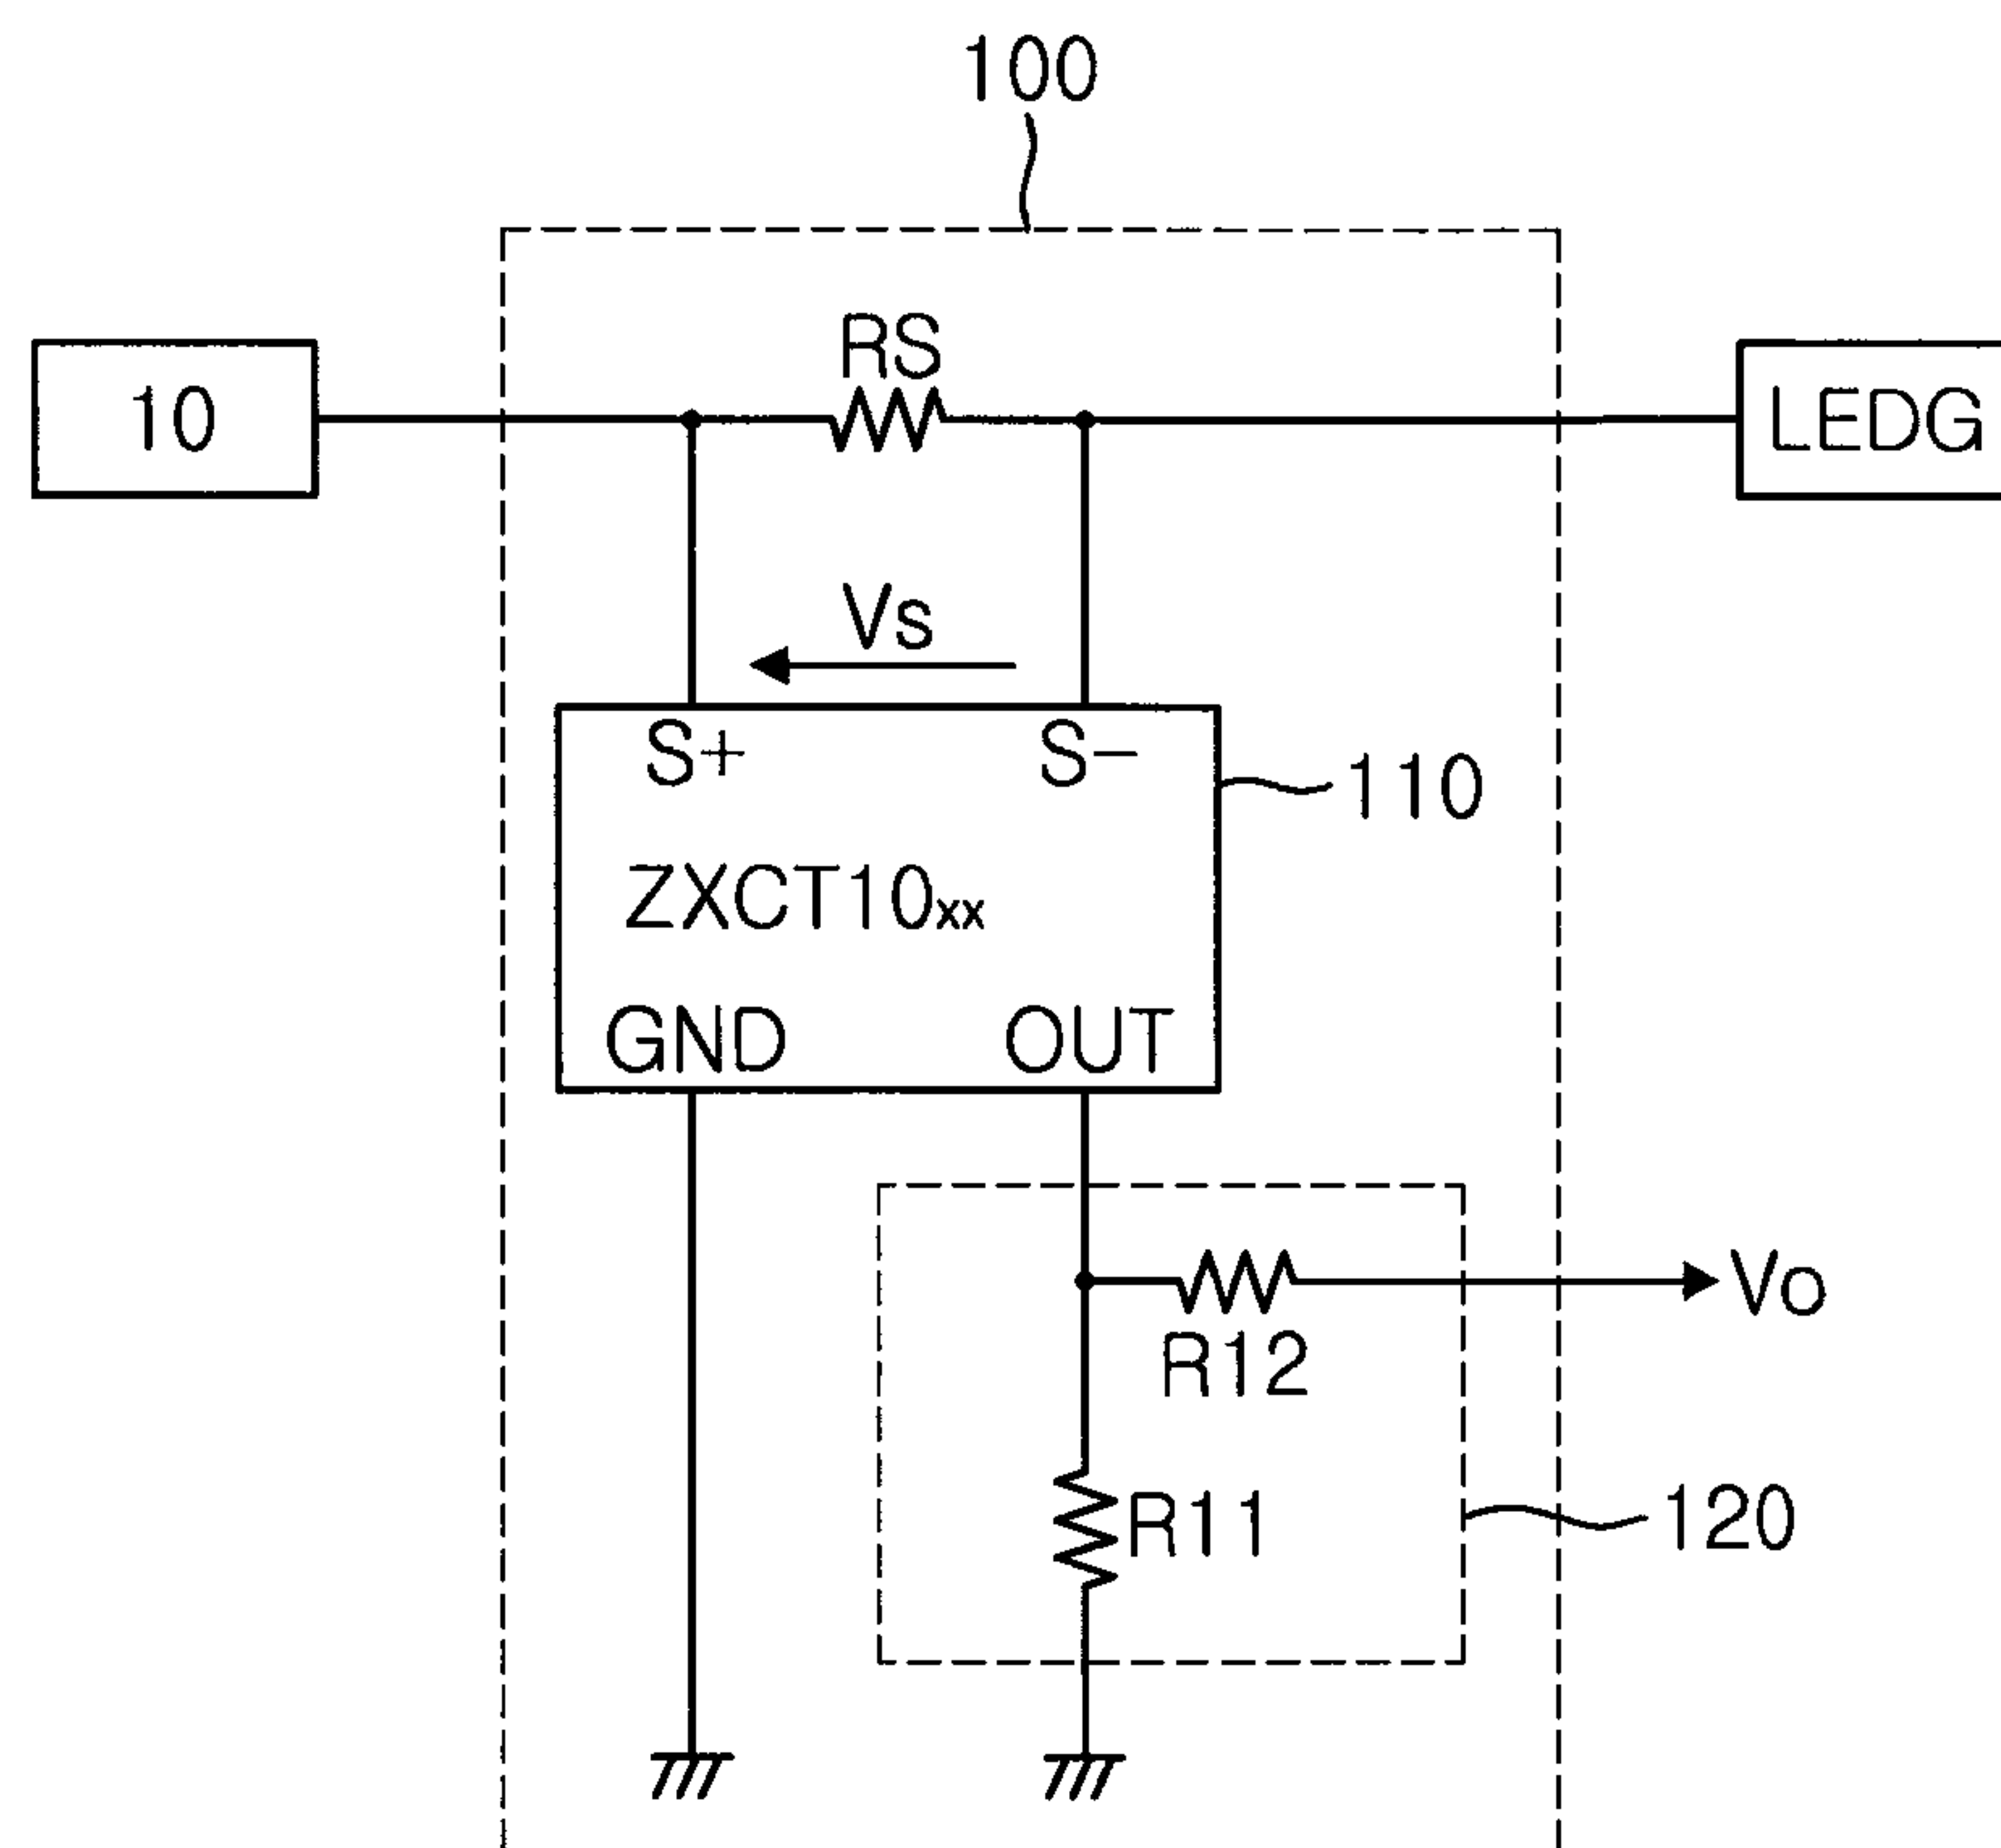 100
RS
10
LEDG
Vs
S+ S−
110
ZXCT10xx
GND OUT
Vo
R12
R11
120